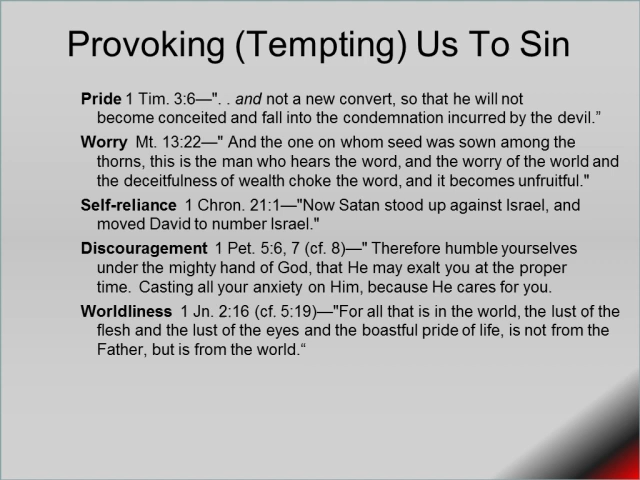 Provoking (Tempting) Us To Sin
Pride 1 Tim. 3:6—". . and not a new convert, so that he will not
become conceited and fall into the condemnation incurred by the devil.”
Worry  Mt. 13:22—" And the one on whom seed was sown among the
thorns, this is the man who hears the word, and the worry of the world and
the deceitfulness of wealth choke the word, and it becomes unfruitful."
Self-reliance  1 Chron. 21:1—"Now Satan stood up against Israel, and
moved David to number Israel."
Discouragement  1 Pet. 5:6, 7 (cf. 8)—" Therefore humble yourselves
under the mighty hand of God, that He may exalt you at the proper
time.  Casting all your anxiety on Him, because He cares for you.
Worldliness  1 Jn. 2:16 (cf. 5:19)—"For all that is in the world, the lust of the
flesh and the lust of the eyes and the boastful pride of life, is not from the
Father, but is from the world.“